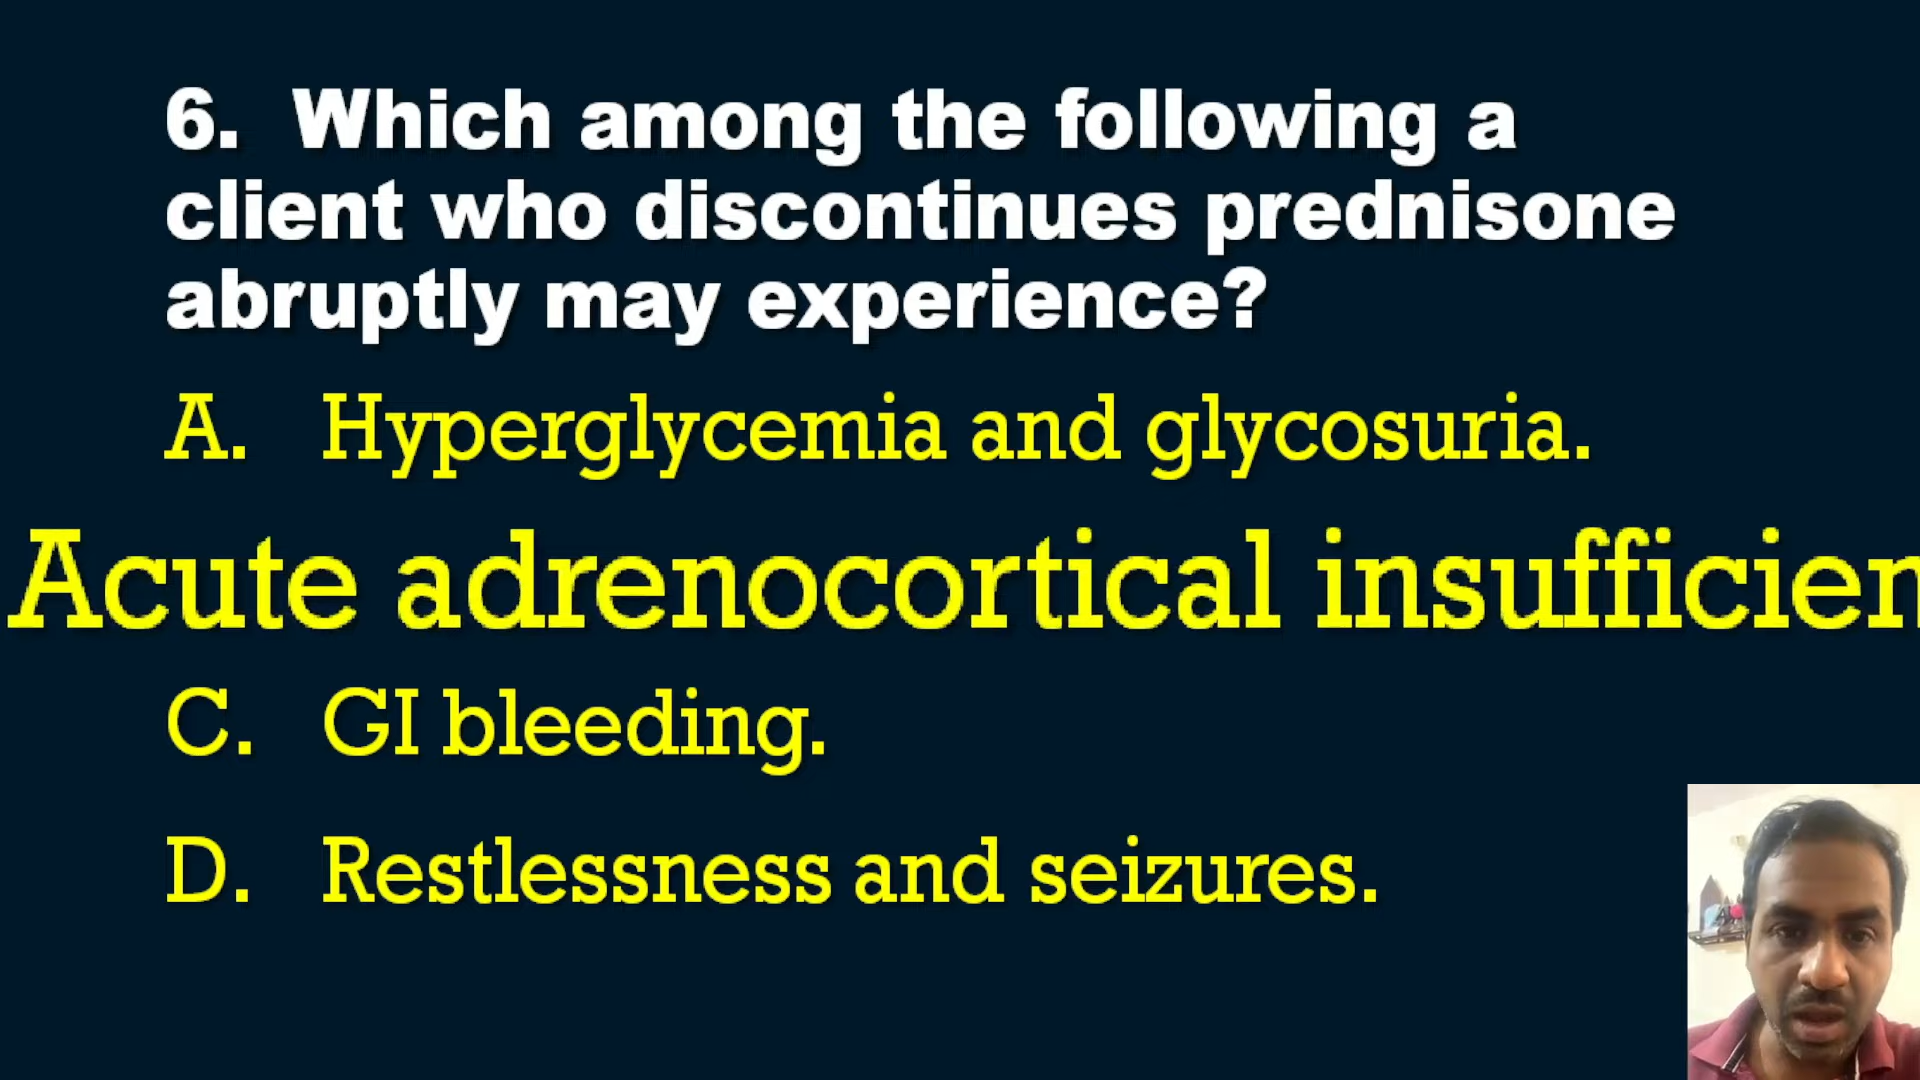 6. Which among the following a
client who discontinues prednisone
abruptly may experience?
A. Hyperglycemia and glycosuria.
Acute adrenocortical insufficien
C. GI bleeding.
D. Restlessness and seizures.